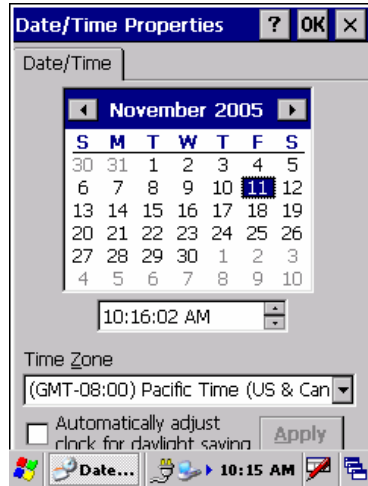 Date/Time Properties ? OK ×
Date/Time
November 2005
S M T W T F S
30 31 1 2 3 4 5
6 7 8 9 10 11 12
13 14 15 16 17 18 19
20 21 22 23 24 25 26
27 28 29 30 1 2 3
4 5 6 7 8 9 10
10:16:02 AM
Time Zone
(GMT-08:00) Pacific Time (US & Can
Automatically adjust
clock for daylight saving
Apply
Date... 10:15 AM